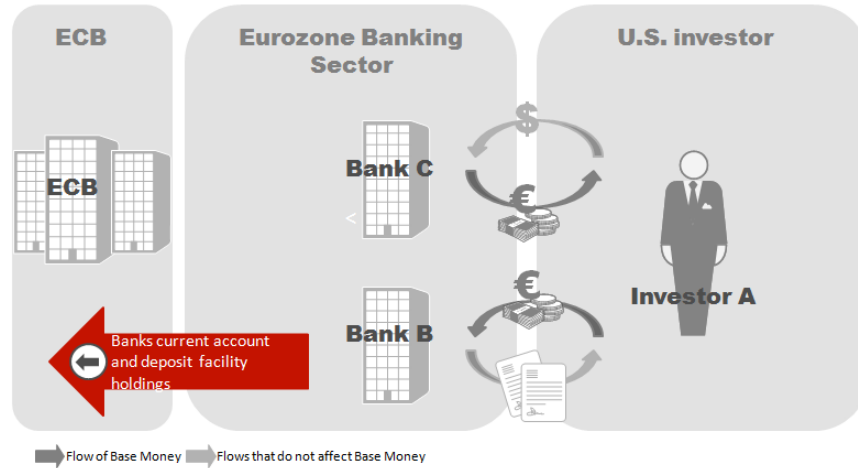 ECB
Eurozone Banking
Sector
U.S. investor
$
Bank C
ECB
€
<
€
Investor A
Bank B
Banks current account
and deposit facility
holdings
Flow of Base Money
Flows that do not affect Base Money